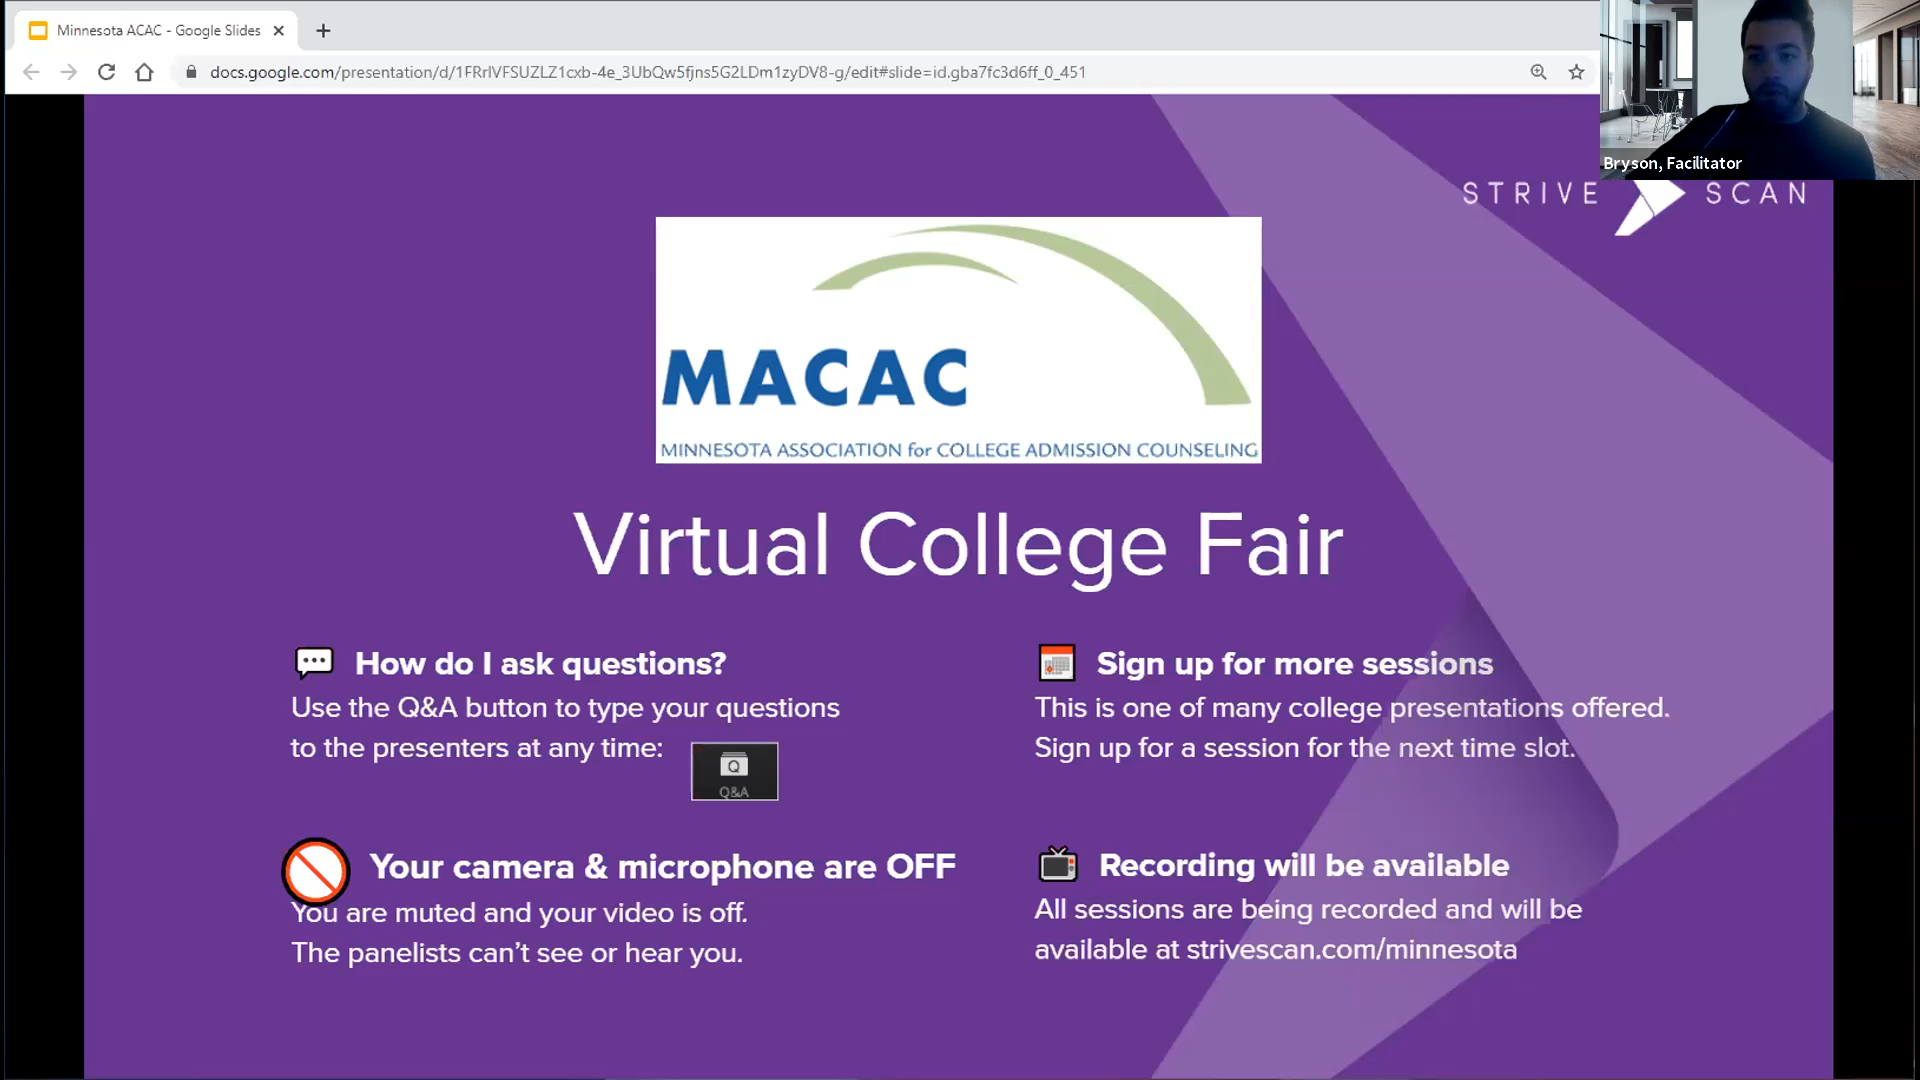 Minnesota ACAC - Google Slides
docs.google.com/presentation/d/1FRrIVFSUZLZ1cxb-4e_3UbQw5fjns5G2LDm1zyDV8-g/edit#slide=id.gba7fc3d6ff_0_451
Bryson, Facilitator
STRIVE SCAN
MACAC
MINNESOTA ASSOCIATION for COLLEGE ADMISSION COUNSELING
Virtual College Fair
How do I ask questions?
Use the Q&A button to type your questions
to the presenters at any time:
Q
Q&A
Sign up for more sessions
This is one of many college presentations offered.
Sign up for a session for the next time slot.
Your camera & microphone are OFF
You are muted and your video is off.
The panelists can’t see or hear you.
Recording will be available
All sessions are being recorded and will be
available at strivescan.com/minnesota